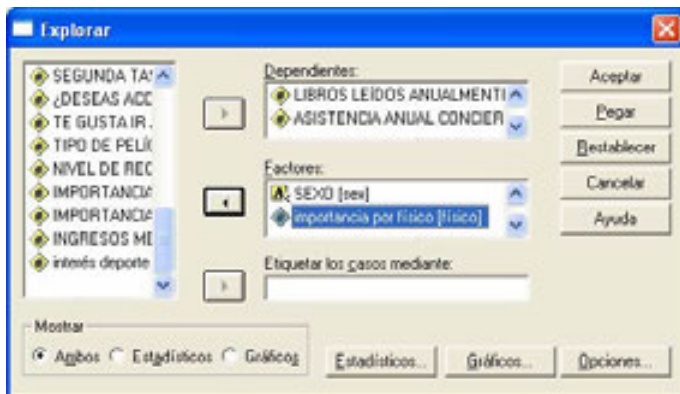 Explorar
SEGUNDA TA
¿DESEAS ACC
TE GUSTA IR
TIPO DE PELÍC
NIVEL DE REC
IMPORTANCIA
IMPORTANCIA
INGRESOS ME
interés deporte
Dependientes:
LIBROS LEÍDOS ANUALMENTI
ASISTENCIA ANUAL CONCIER
Factores:
SEXO [sex]
importancia por físico [físico]
Etiquetar los casos mediante:
Aceptar
Pegar
Restablecer
Cancelar
Ayuda
Mostrar
Ambos
Estadísticos
Gráficos
Estadísticos...
Gráficos...
Opciones...